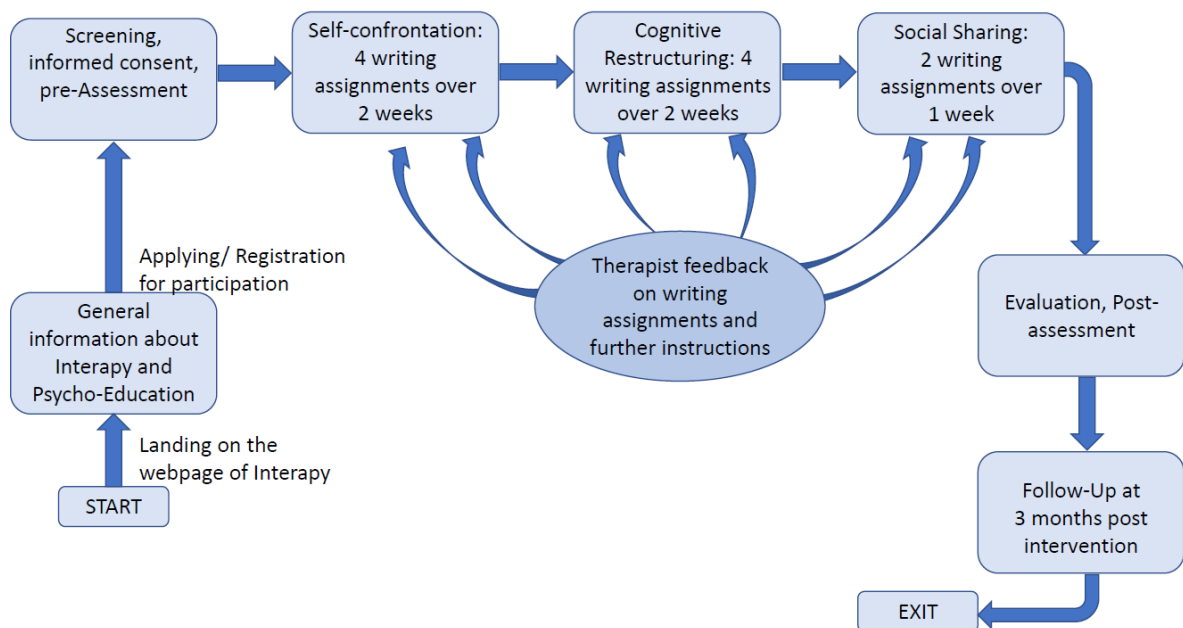 Screening,
informed consent,
pre-Assessment
Self-confrontation:
4 writing
assignments over
2 weeks
Cognitive
Restructuring: 4
writing assignments
over 2 weeks
Social Sharing:
2 writing
assignments over
1 week
Applying/ Registration
for participation
Therapist feedback
on writing
assignments and
further instructions
General
information about
Interapy and
Psycho-Education
Evaluation, Post-
assessment
Landing on the
webpage of Interapy
START
Follow-Up at
3 months post
intervention
EXIT